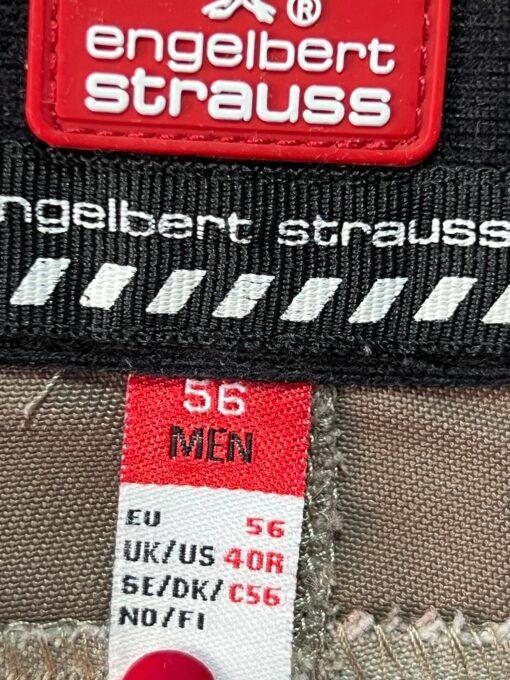 ®
engelbert
strauss
ngelbert strauss
56
MEN
EU 56
UK/US 40R
SE/DK/ C56
NO/FI